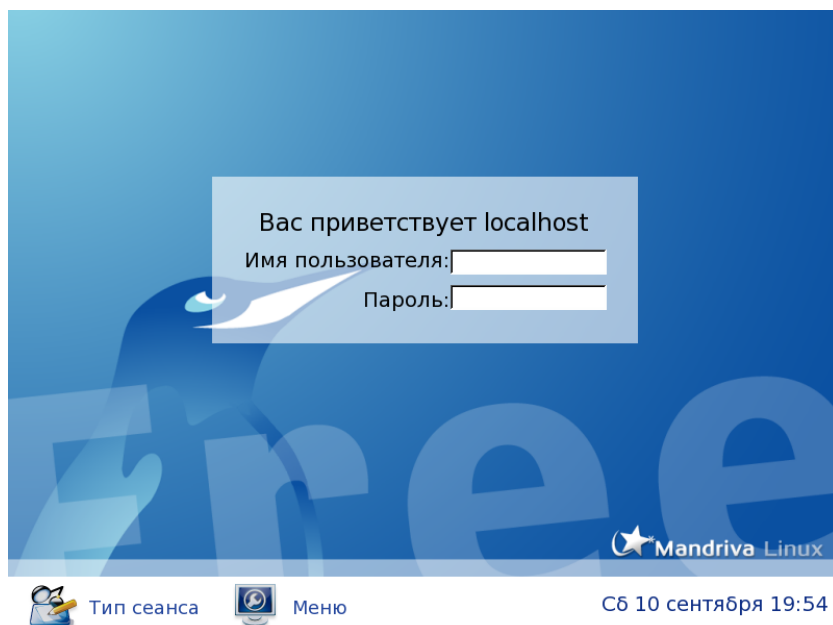 Вас приветствует localhost
Имя пользователя:
Пароль:
Free
Mandriva Linux
Тип сеанса
Меню
Сб 10 сентября 19:54